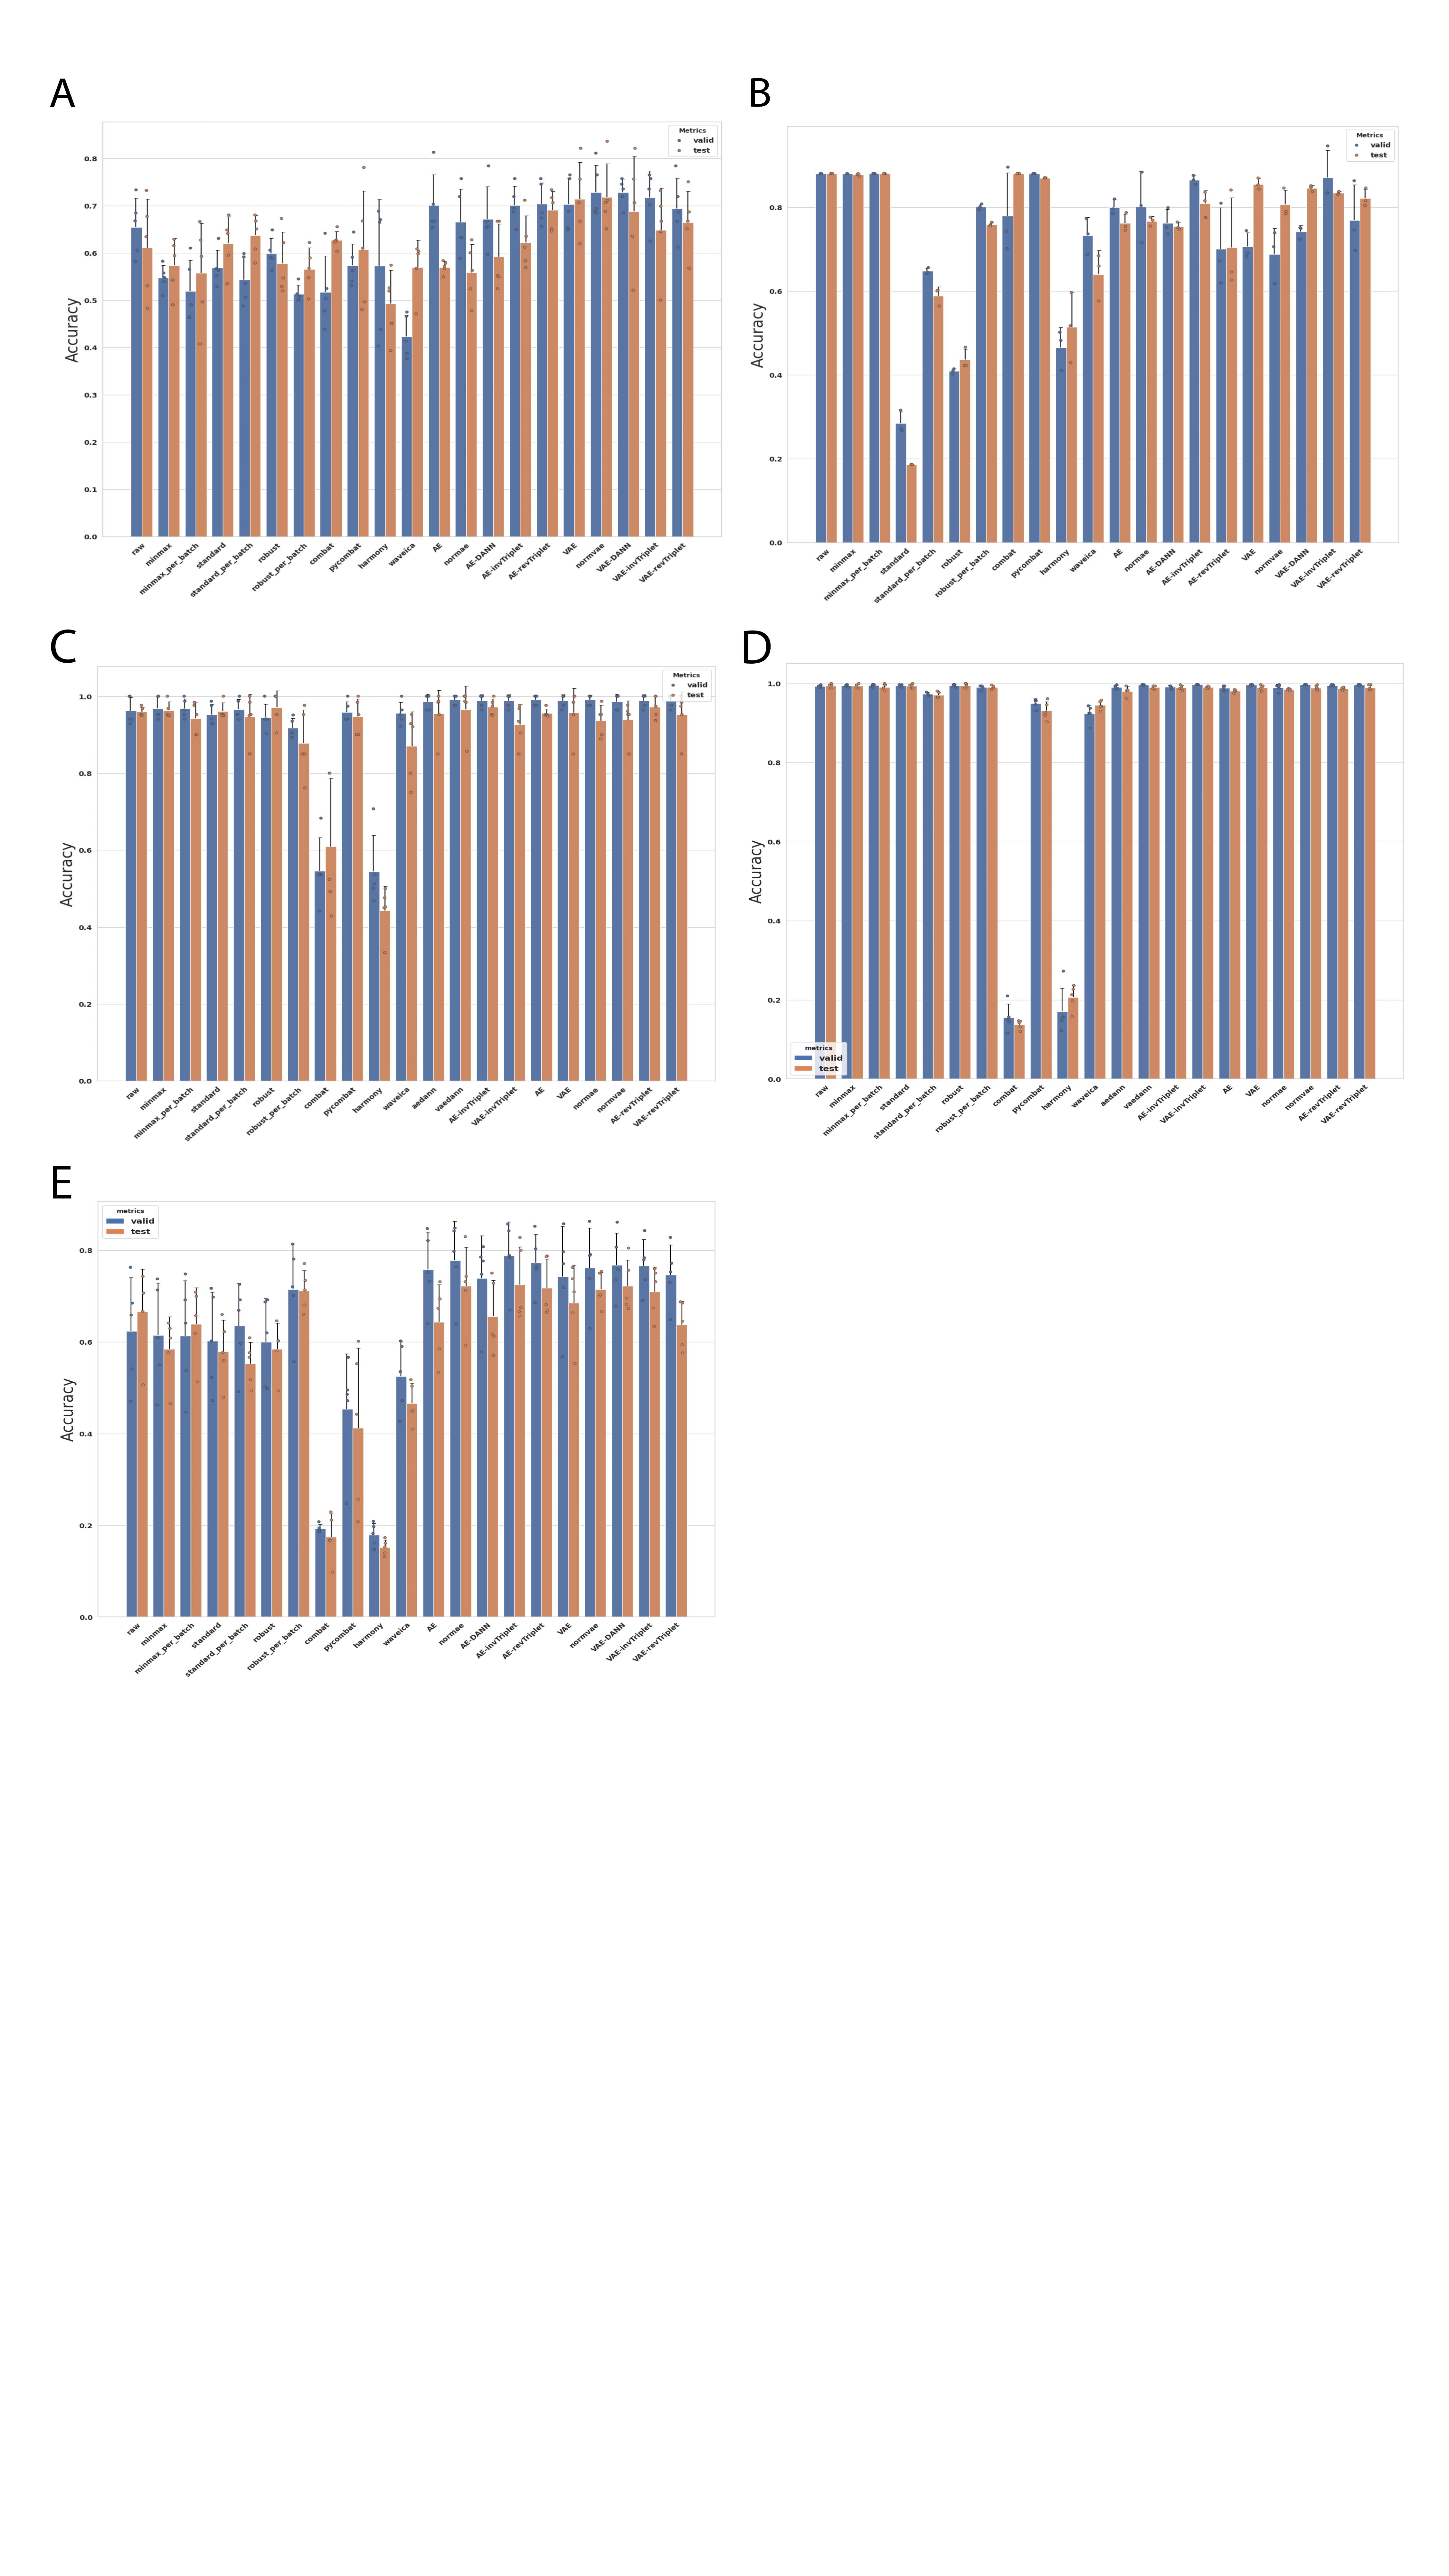 A
Metrics
valid
test
Accuracy
0.8
0.7
0.6
0.5
0.4
0.3
0.2
0.1
0.0
raw
minmax
minmax_per_batch
standard
standard_per_batch
robust
robust_per_batch
combat
pycombat
harmony
waveica
AE
normae
AE-DANN
AE-invTriplet
AE-revTriplet
VAE
normvae
VAE-DANN
VAE-invTriplet
VAE-revTriplet
B
Metrics
valid
test
Accuracy
0.8
0.6
0.4
0.2
0.0
raw
minmax
minmax_per_batch
standard
standard_per_batch
robust
robust_per_batch
combat
pycombat
harmony
waveica
AE
normae
AE-DANN
AE-invTriplet
AE-revTriplet
VAE
normvae
VAE-DANN
VAE-invTriplet
VAE-revTriplet
C
Metrics
valid
test
Accuracy
1.0
0.8
0.6
0.4
0.2
0.0
raw
minmax
minmax_per_batch
standard
standard_per_batch
robust
robust_per_batch
combat
pycombat
harmony
waveica
aedann
vaedann
AE-invTriplet
VAE-invTriplet
AE
VAE
normae
normvae
AE-revTriplet
VAE-revTriplet
D
Accuracy
1.0
0.8
0.6
0.4
0.2
0.0
metrics
valid
test
raw
minmax
minmax_per_batch
standard
standard_per_batch
robust
robust_per_batch
combat
pycombat
harmony
waveica
aedann
vaedann
AE-invTriplet
VAE-invTriplet
AE
VAE
normae
normvae
AE-revTriplet
VAE-revTriplet
E
metrics
valid
test
Accuracy
0.8
0.6
0.4
0.2
0.0
raw
minmax
minmax_per_batch
standard
standard_per_batch
robust
robust_per_batch
combat
pycombat
harmony
waveica
AE
normae
AE-DANN
AE-invTriplet
AE-revTriplet
VAE
normvae
VAE-DANN
VAE-invTriplet
VAE-revTriplet